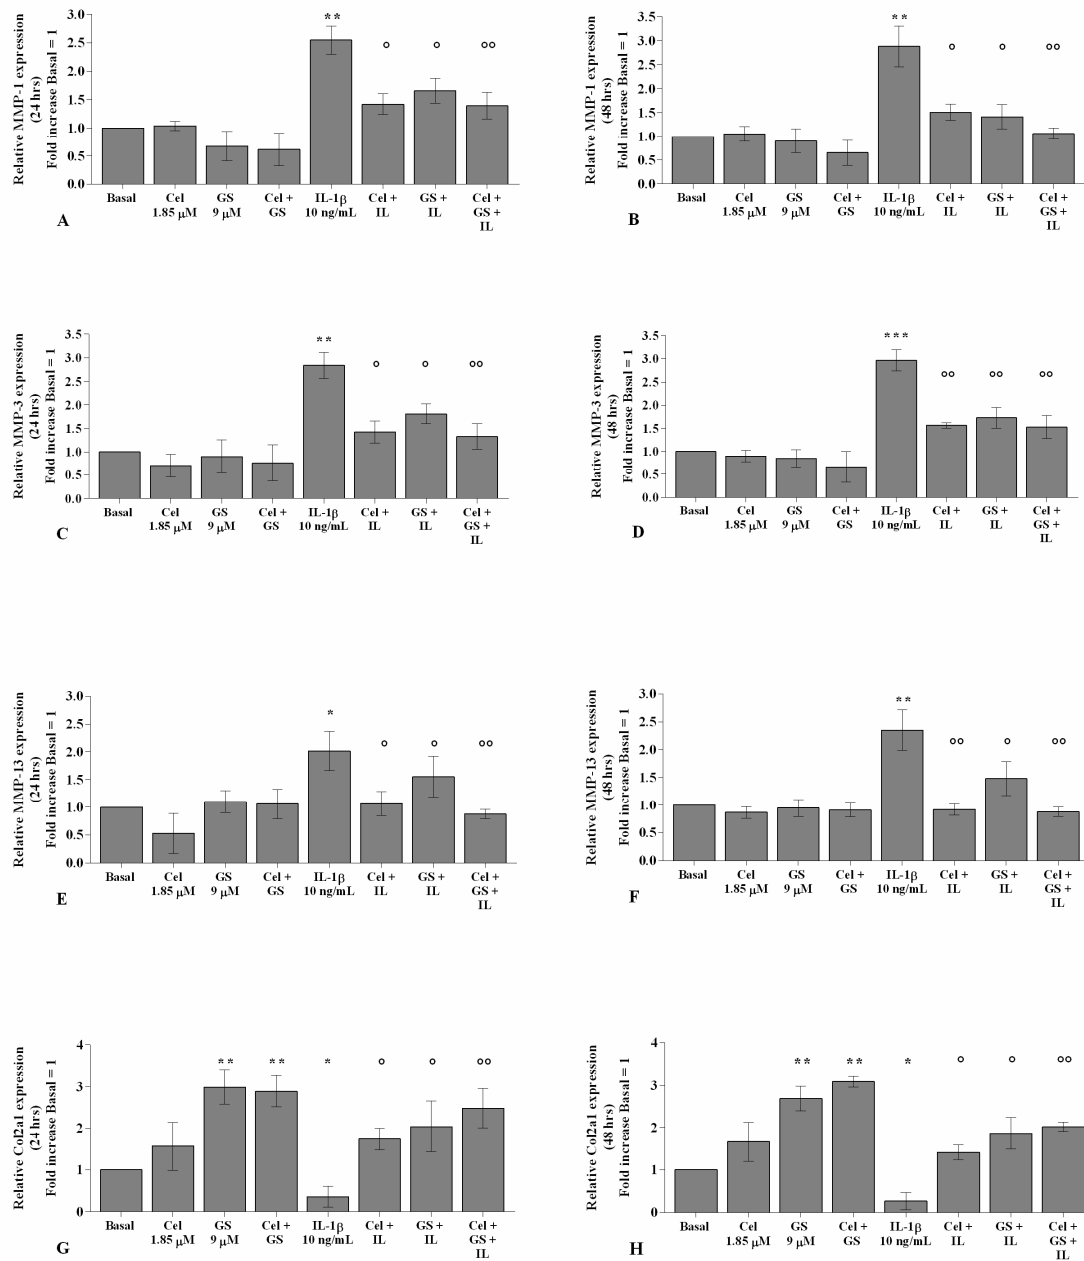 Relative MMP-1 expression
(24 hrs)
Fold increase Basal = 1
3.0
2.5
2.0
1.5
1.0
0.5
0.0
** ° ° °°
Basal Cel GS Cel + IL-1β Cel + GS + Cel +
1.85 µM 9 µM GS 10 ng/mL IL IL GS +
IL
A
Relative MMP-1 expression
(48 hrs)
Fold increase Basal = 1
3.5
3.0
2.5
2.0
1.5
1.0
0.5
0.0
** ° ° °°
Basal Cel GS Cel + IL-1β Cel + GS + Cel +
1.85 µM 9 µM GS 10 ng/mL IL IL GS +
IL
B
Relative MMP-3 expression
(24 hrs)
Fold increase Basal = 1
3.5
3.0
2.5
2.0
1.5
1.0
0.5
0.0
** ° ° °°
Basal Cel GS Cel + IL-1β Cel + GS + Cel +
1.85 µM 9 µM GS 10 ng/mL IL IL GS +
IL
C
Relative MMP-3 expression
(48 hrs)
Fold increase Basal = 1
3.5
3.0
2.5
2.0
1.5
1.0
0.5
0.0
*** °° °° °°
Basal Cel GS Cel + IL-1β Cel + GS + Cel +
1.85 µM 9 µM GS 10 ng/mL IL IL GS +
IL
D
Relative MMP-13 expression
(24 hrs)
Fold increase Basal = 1
3.0
2.5
2.0
1.5
1.0
0.5
0.0
* ° ° °°
Basal Cel GS Cel + IL-1β Cel + GS + Cel +
1.85 µM 9 µM GS 10 ng/mL IL IL GS +
IL
E
Relative MMP-13 expression
(48 hrs)
Fold increase Basal = 1
3.0
2.5
2.0
1.5
1.0
0.5
0.0
** °° ° °°
Basal Cel GS Cel + IL-1β Cel + GS + Cel +
1.85 µM 9 µM GS 10 ng/mL IL IL GS +
IL
F
Relative Col2a1 expression
(24 hrs)
Fold increase Basal = 1
4
3
2
1
0
** ** * ° ° °°
Basal Cel GS Cel + IL-1β Cel + GS + Cel +
1.85 µM 9 µM GS 10 ng/mL IL IL GS +
IL
G
Relative Col2a1 expression
(48 hrs)
Fold increase Basal = 1
4
3
2
1
0
** ** * ° ° °°
Basal Cel GS Cel + IL-1β Cel + GS + Cel +
1.85 µM 9 µM GS 10 ng/mL IL IL GS +
IL
H